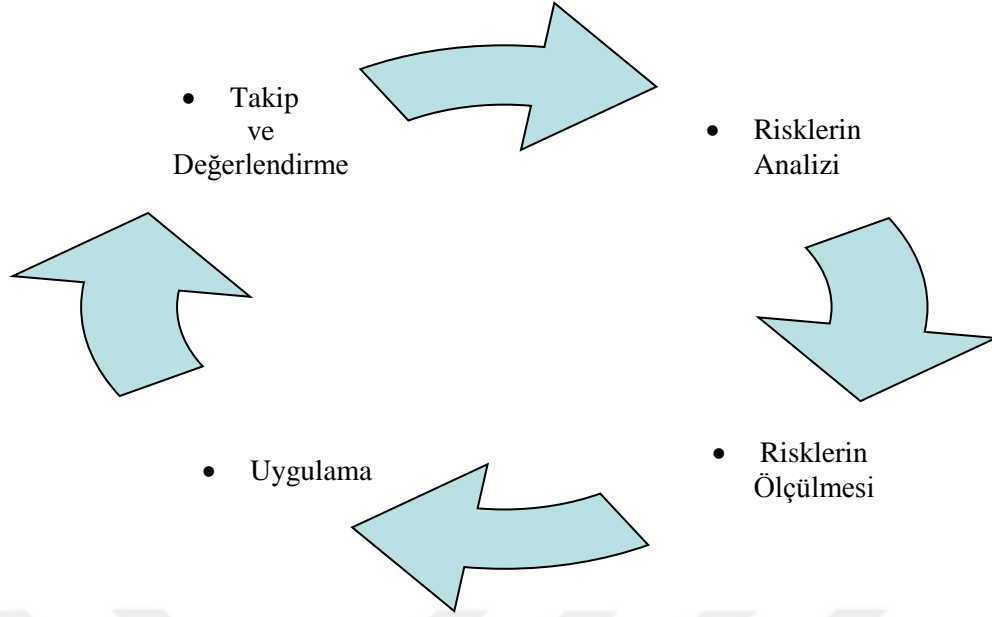 • Takip
ve
Değerlendirme
• Risklerin
Analizi
• Uygulama
• Risklerin
Ölçülmesi